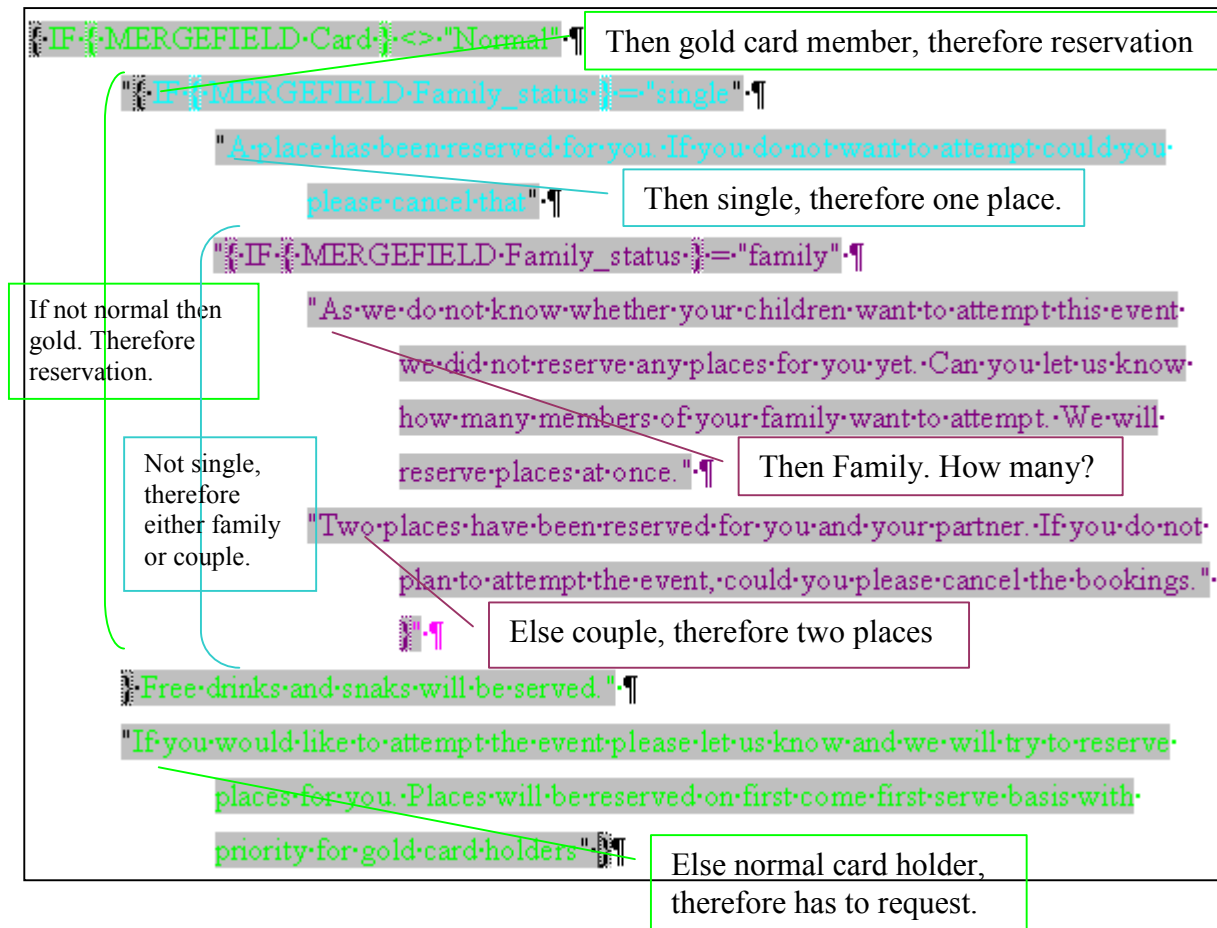 { IF { MERGEFIELD Card } <> "Normal" ¶
Then gold card member, therefore reservation
"{ IF { MERGEFIELD Family_status } = "single" ¶
"A·place·has·been·reserved·for·you.·If·you·do·not·want·to·attempt·could·you·
please·cancel·that"·¶
Then single, therefore one place.
"{·IF·{·MERGEFIELD·Family_status·}·=·"family"·¶
If not normal then
gold. Therefore
reservation.
"As·we·do·not·know·whether·your·children·want·to·attempt·this·event·
we·did·not·reserve·any·places·for·you·yet.·Can·you·let·us·know·
how·many·members·of·your·family·want·to·attempt.·We·will·
reserve·places·at·once."·¶
Then Family. How many?
Not single,
therefore
either family
or couple.
"Two·places·have·been·reserved·for·you·and·your·partner.·If·you·do·not·
plan·to·attempt·the·event,·could·you·please·cancel·the·bookings."·
}"·¶
Else couple, therefore two places
}·Free·drinks·and·snaks·will·be·served."·¶
"If·you·would·like·to·attempt·the·event·please·let·us·know·and·we·will·try·to·reserve·
places·for·you.·Places·will·be·reserved·on·first·come·first·serve·basis·with·
priority·for·gold·card·holders"·}¶
Else normal card holder,
therefore has to request.